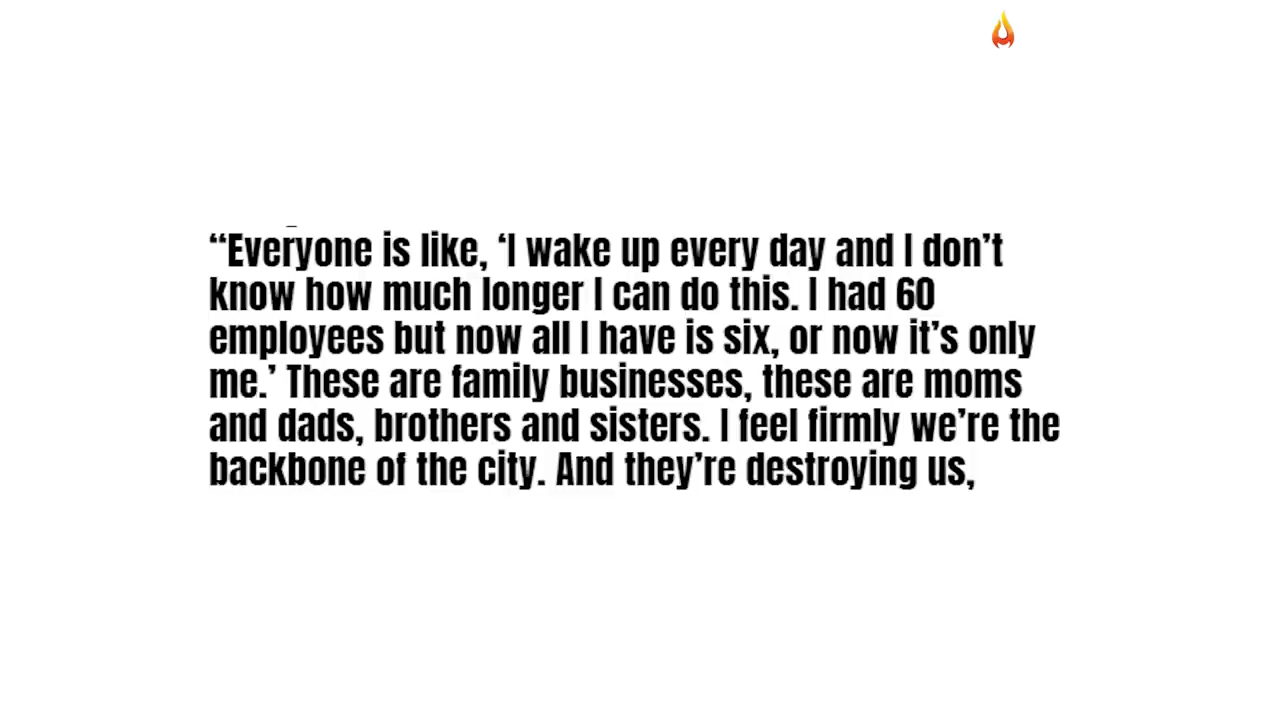 “Everyone is like, ‘I wake up every day and I don’t
know how much longer I can do this. I had 60
employees but now all I have is six, or now it’s only
me.’ These are family businesses, these are moms
and dads, brothers and sisters. I feel firmly we’re the
backbone of the city. And they’re destroying us,